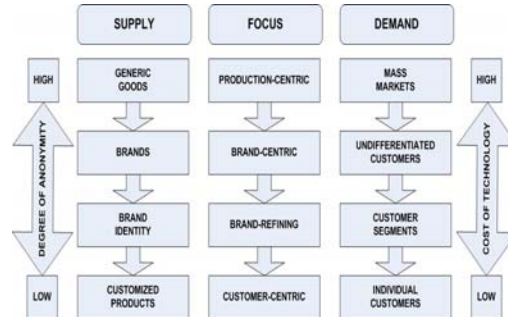 SUPPLY
FOCUS
DEMAND
HIGH
GENERIC
GOODS
PRODUCTION-CENTRIC
MASS
MARKETS
HIGH
DEGREE OF ANONYMITY
BRANDS
BRAND-CENTRIC
UNDIFFERENTIATED
CUSTOMERS
COST OF TECHNOLOGY
BRAND
IDENTITY
BRAND-REFINING
CUSTOMER
SEGMENTS
LOW
CUSTOMIZED
PRODUCTS
CUSTOMER-CENTRIC
INDIVIDUAL
CUSTOMERS
LOW